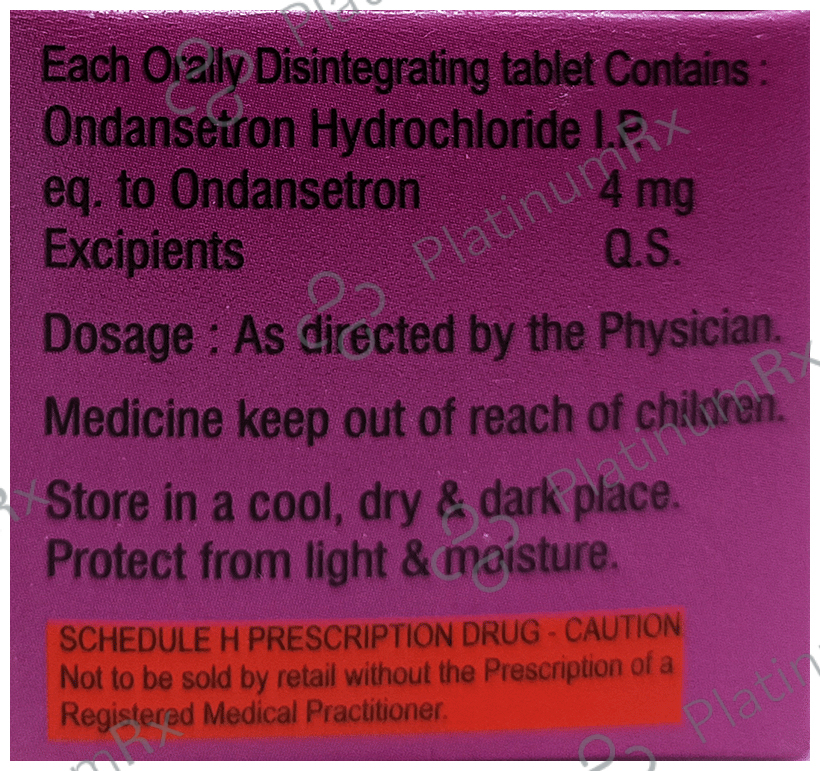 Each Orally Disintegrating tablet Contains :
Ondansetron Hydrochloride I.P.
eq. to Ondansetron 4 mg
Excipients Q.S.
Dosage : As directed by the Physician.
Medicine keep out of reach of children.
Store in a cool, dry & dark place.
Protect from light & moisture.
SCHEDULE H PRESCRIPTION DRUG - CAUTION
Not to be sold by retail without the Prescription of a
Registered Medical Practitioner.
PlatinumRx
PlatinumRx